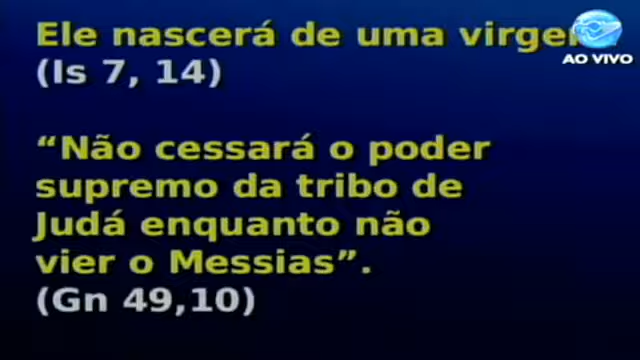 Ele nascerá de uma virgem.
(Is 7, 14)
AO VIVO
“Não cessará o poder
supremo da tribo de
Judá enquanto não
vier o Messias”.
(Gn 49,10)